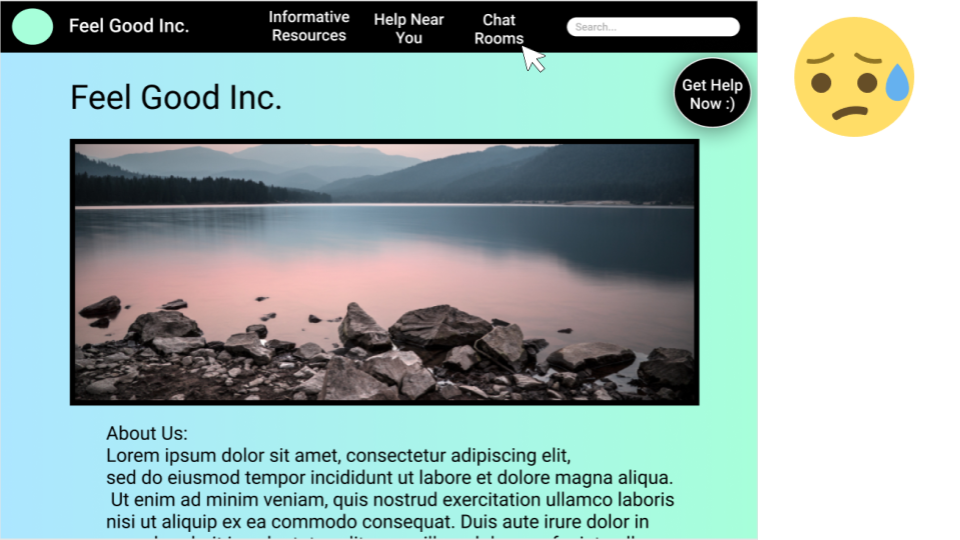 Feel Good Inc.
Informative
Resources
Help Near
You
Chat
Rooms
Search...
Get Help
Now :)
Feel Good Inc.
About Us:
Lorem ipsum dolor sit amet, consectetur adipiscing elit,
sed do eiusmod tempor incididunt ut labore et dolore magna aliqua.
Ut enim ad minim veniam, quis nostrud exercitation ullamco laboris
nisi ut aliquip ex ea commodo consequat. Duis aute irure dolor in